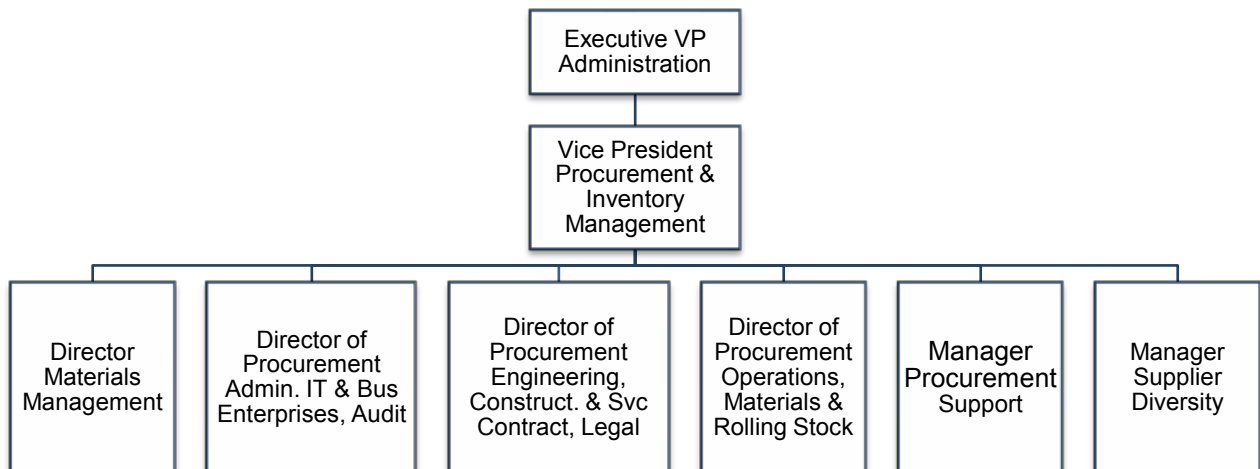 Executive VP
Administration
Vice President
Procurement &
Inventory
Management
Director
Materials
Management
Director of
Procurement
Admin. IT & Bus
Enterprises, Audit
Director of
Procurement
Engineering,
Construct. & Svc
Contract, Legal
Director of
Procurement
Operations,
Materials &
Rolling Stock
Manager
Procurement
Support
Manager
Supplier
Diversity